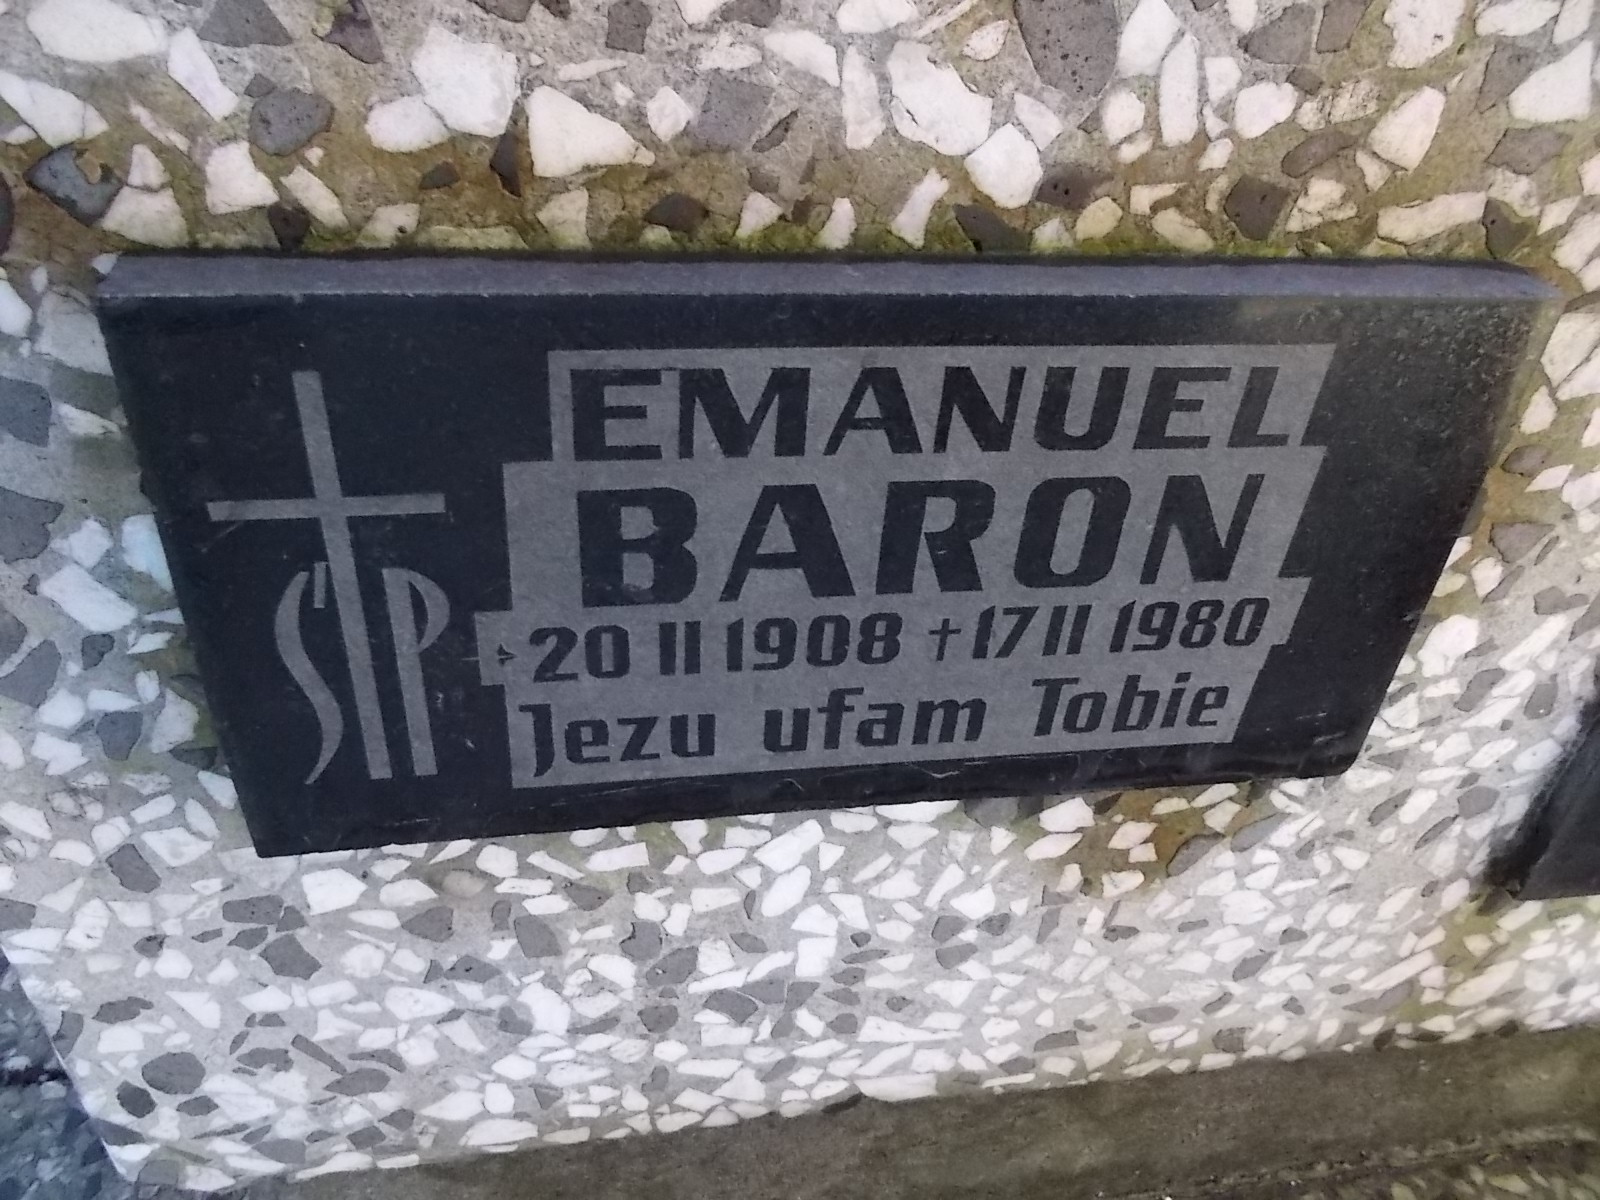 ŚP
EMANUEL
BARON
*20 II 1908 †17 II 1980
Jezu ufam Tobie